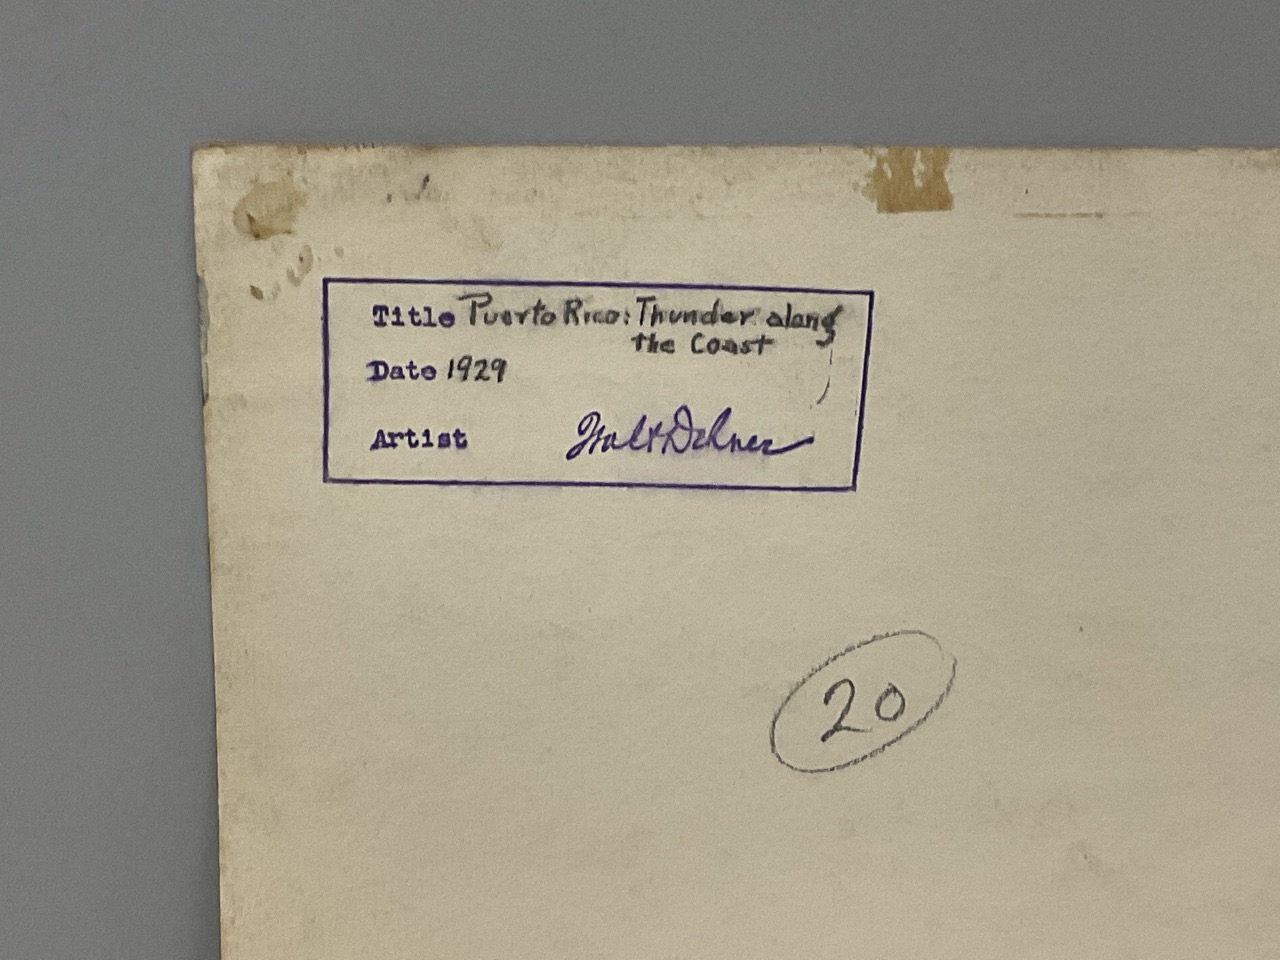 Title Puerto Rico: Thunder along
the Coast
Date 1929
Artist Walt Dehner
20